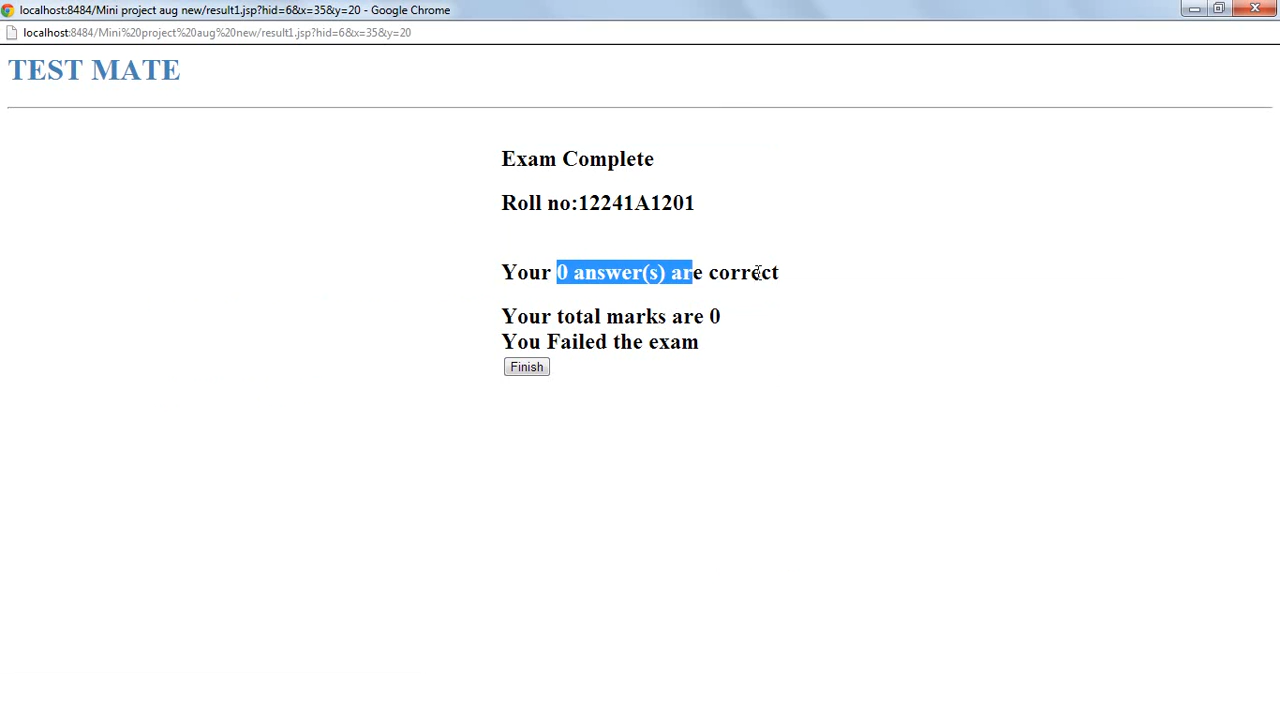 localhost:8484/Mini project aug new/result1.jsp?hid=6&x=35&y=20 - Google Chrome
localhost:8484/Mini%20project%20aug%20new/result1.jsp?hid=6&x=35&y=20
TEST MATE
Exam Complete
Roll no:12241A1201
Your 0 answer(s) are correct
Your total marks are 0
You Failed the exam
Finish